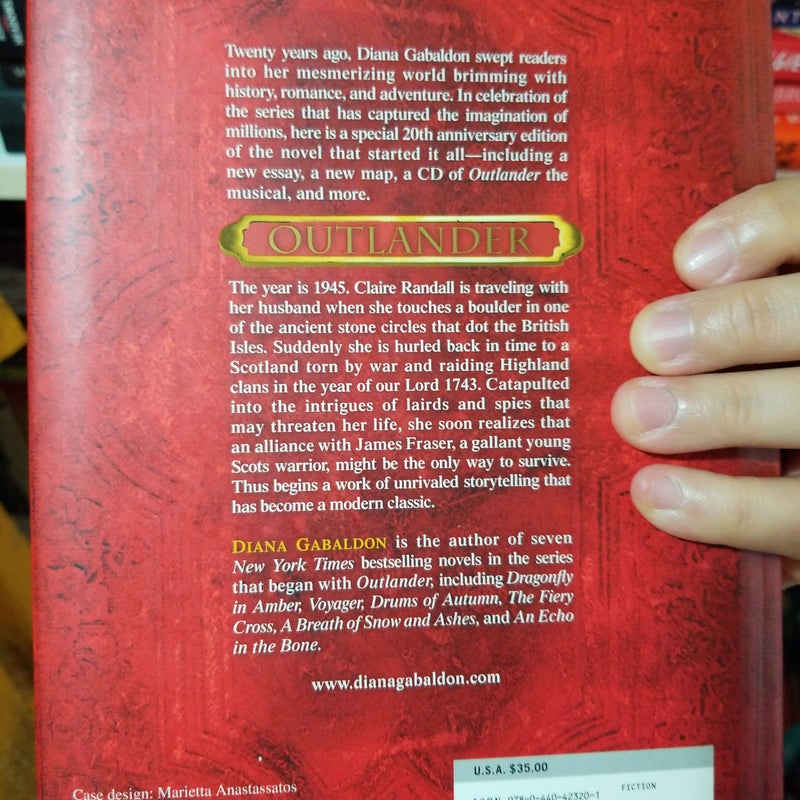 Twenty years ago, Diana Gabaldon swept readers
into her mesmerizing world brimming with
history, romance, and adventure. In celebration of
the series that has captured the imagination of
millions, here is a special 20th anniversary edition
of the novel that started it all—including a
new essay, a new map, a CD of Outlander the
musical, and more.
OUTLANDER
The year is 1945. Claire Randall is traveling with
her husband when she touches a boulder in one
of the ancient stone circles that dot the British
Isles. Suddenly she is hurled back in time to a
Scotland torn by war and raiding Highland
clans in the year of our Lord 1743. Catapulted
into the intrigues of lairds and spies that
may threaten her life, she soon realizes that
an alliance with James Fraser, a gallant young
Scots warrior, might be the only way to survive.
Thus begins a work of unrivaled storytelling that
has become a modern classic.
DIANA GABALDON is the author of seven
New York Times bestselling novels in the series
that began with Outlander, including Dragonfly
in Amber, Voyager, Drums of Autumn, The Fiery
Cross, A Breath of Snow and Ashes, and An Echo
in the Bone.
www.dianagabaldon.com
U.S.A. $35.00
Case design: Marietta Anastassatos
FICTION
ISBN 978-0-440-42320-1